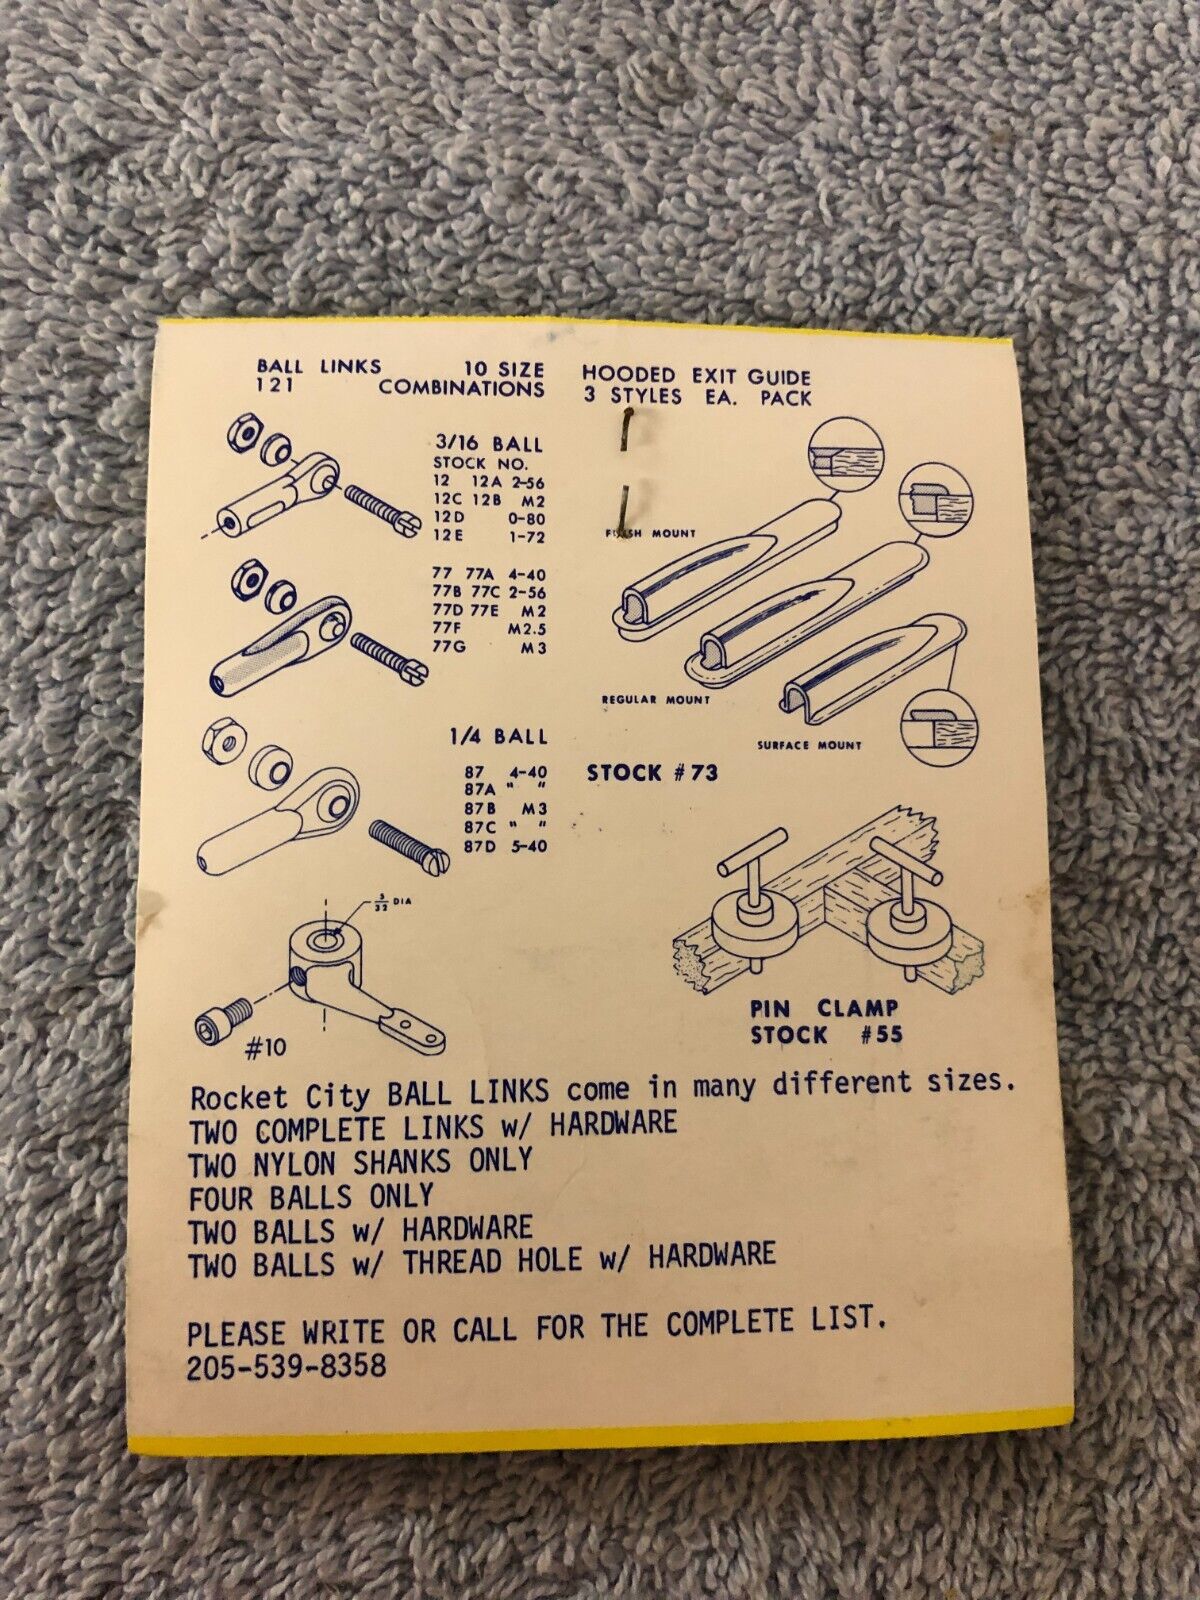 BALL LINKS 10 SIZE
121 COMBINATIONS
3/16 BALL
STOCK NO.
12 12A 2-56
12C 12B M2
12D 0-80
12E 1-72
77 77A 4-40
77B 77C 2-56
77D 77E M2
77F M2.5
77G M3
1/4 BALL
87 4-40
87A " "
87B M3
87C " "
87D 5-40
5/32 DIA
#10
HOODED EXIT GUIDE
3 STYLES EA. PACK
MOUNT
REGULAR MOUNT
SURFACE MOUNT
STOCK #73
PIN CLAMP
STOCK #55
Rocket City BALL LINKS come in many different sizes.
TWO COMPLETE LINKS w/ HARDWARE
TWO NYLON SHANKS ONLY
FOUR BALLS ONLY
TWO BALLS w/ HARDWARE
TWO BALLS w/ THREAD HOLE w/ HARDWARE
PLEASE WRITE OR CALL FOR THE COMPLETE LIST.
205-539-8358